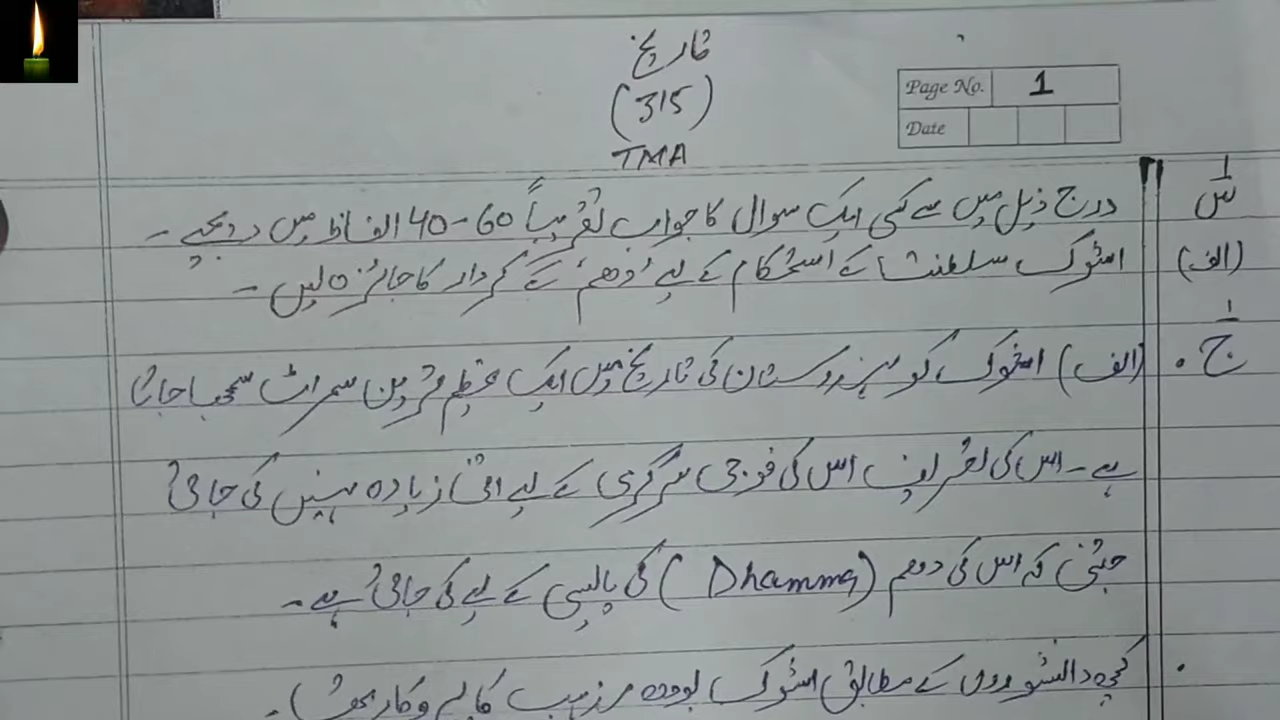 تاریخ
(315)
TMA
Page No. 1
Date
س 1 درج ذیل میں سے کسی ایک سوال کا جواب تقریباً 60-40 الفاظ میں دیجیے۔
(الف) اشوک سلطنت کے استحکام کے لیے 'دھم' کے کردار کا جائزہ لیں۔
ج 1 . (الف) اشوک کو ہندوستان کی تاریخ میں ایک عظیم ترین سمراٹ سمجھا جاتا
ہے۔ اس کی تعریف اس کی فوجی سرگرمی کے لیے اتنی زیادہ نہیں کی جاتی
جتنی کہ اس کی دھم (Dhamma) کی پالیسی کے لیے کی جاتی ہے۔
. کچھ دانشوروں کے مطابق اشوک بودھ مذہب کا پیروکار تھا۔